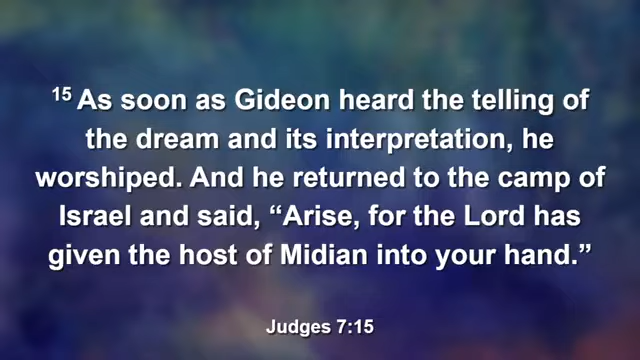 15 As soon as Gideon heard the telling of
the dream and its interpretation, he
worshiped. And he returned to the camp of
Israel and said, “Arise, for the Lord has
given the host of Midian into your hand.”
Judges 7:15